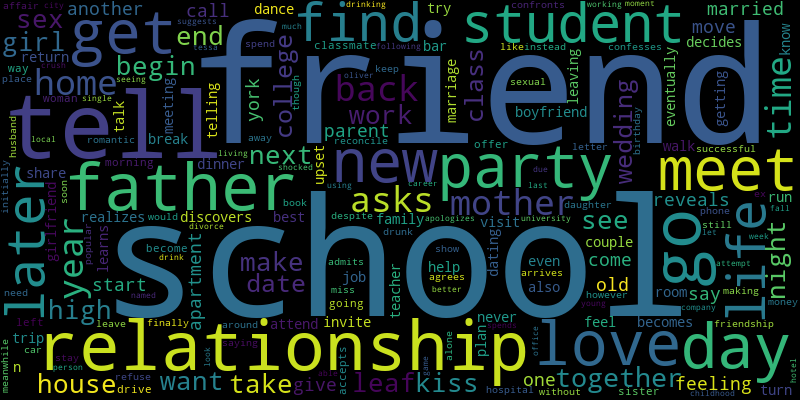 sex another call dance try confronts working moment married
affair city suggests drinking much
girl get end find student move
classmate following like instead confesses decides know
return tessa crush oliver bar
way home begin meeting york college though spend class sexual leaving eventually getting time
place seeing keep marriage boyfriend
woman single friend back
husband tell talk telling away work wedding birthday
local romantic break parent offer letter walk successful
living reconcile
morning dinner next upset new party due meet
initially share shocked last
soon father using career asks mother daughter reveals ex
girlfriend book phone run fall
later year realizes would discovers best despite family apologizes university visit see still
popular learns divorce drunk dating couple let week life night
become school show even go
drink make admits help agrees arrives come room say making attempt
need start apartment date job teacher better also old however money
named miss going young company
high left leave finally around attend invite never feel becomes friendship
meanwhile trip saying alone plan office
car relationship love day
n stay look accepts spends together feeling
person game one
house drive refuse want take give leaf kiss hospital without sister childhood turn hotel